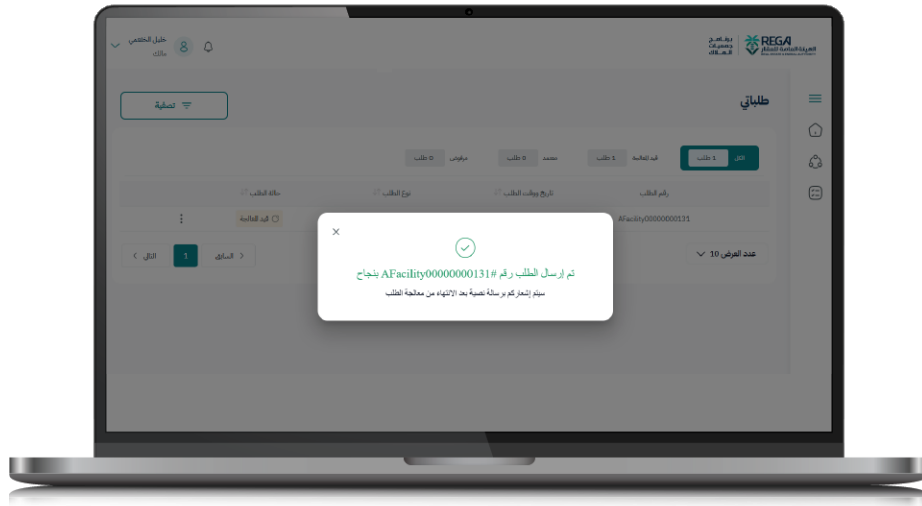 REGA
الهيئة العامة للعقار
برنامج
وجمعيات
الملاك
خليل الخثعمي
مالك
طلباتي
تصفية
الكل 1 طلب
قيد المعالجة 1 طلب
معتمد 0 طلب
مرفوض 0 طلب
رقم الطلب
تاريخ ووقت الطلب
نوع الطلب
حالة الطلب
AFacility00000000131
قيد المعالجة
تم إرسال الطلب رقم #AFacility00000000131 بنجاح
سيتم إشعاركم برسالة نصية بعد الانتهاء من معالجة الطلب
عدد العرض 10
السابق
1
التالي